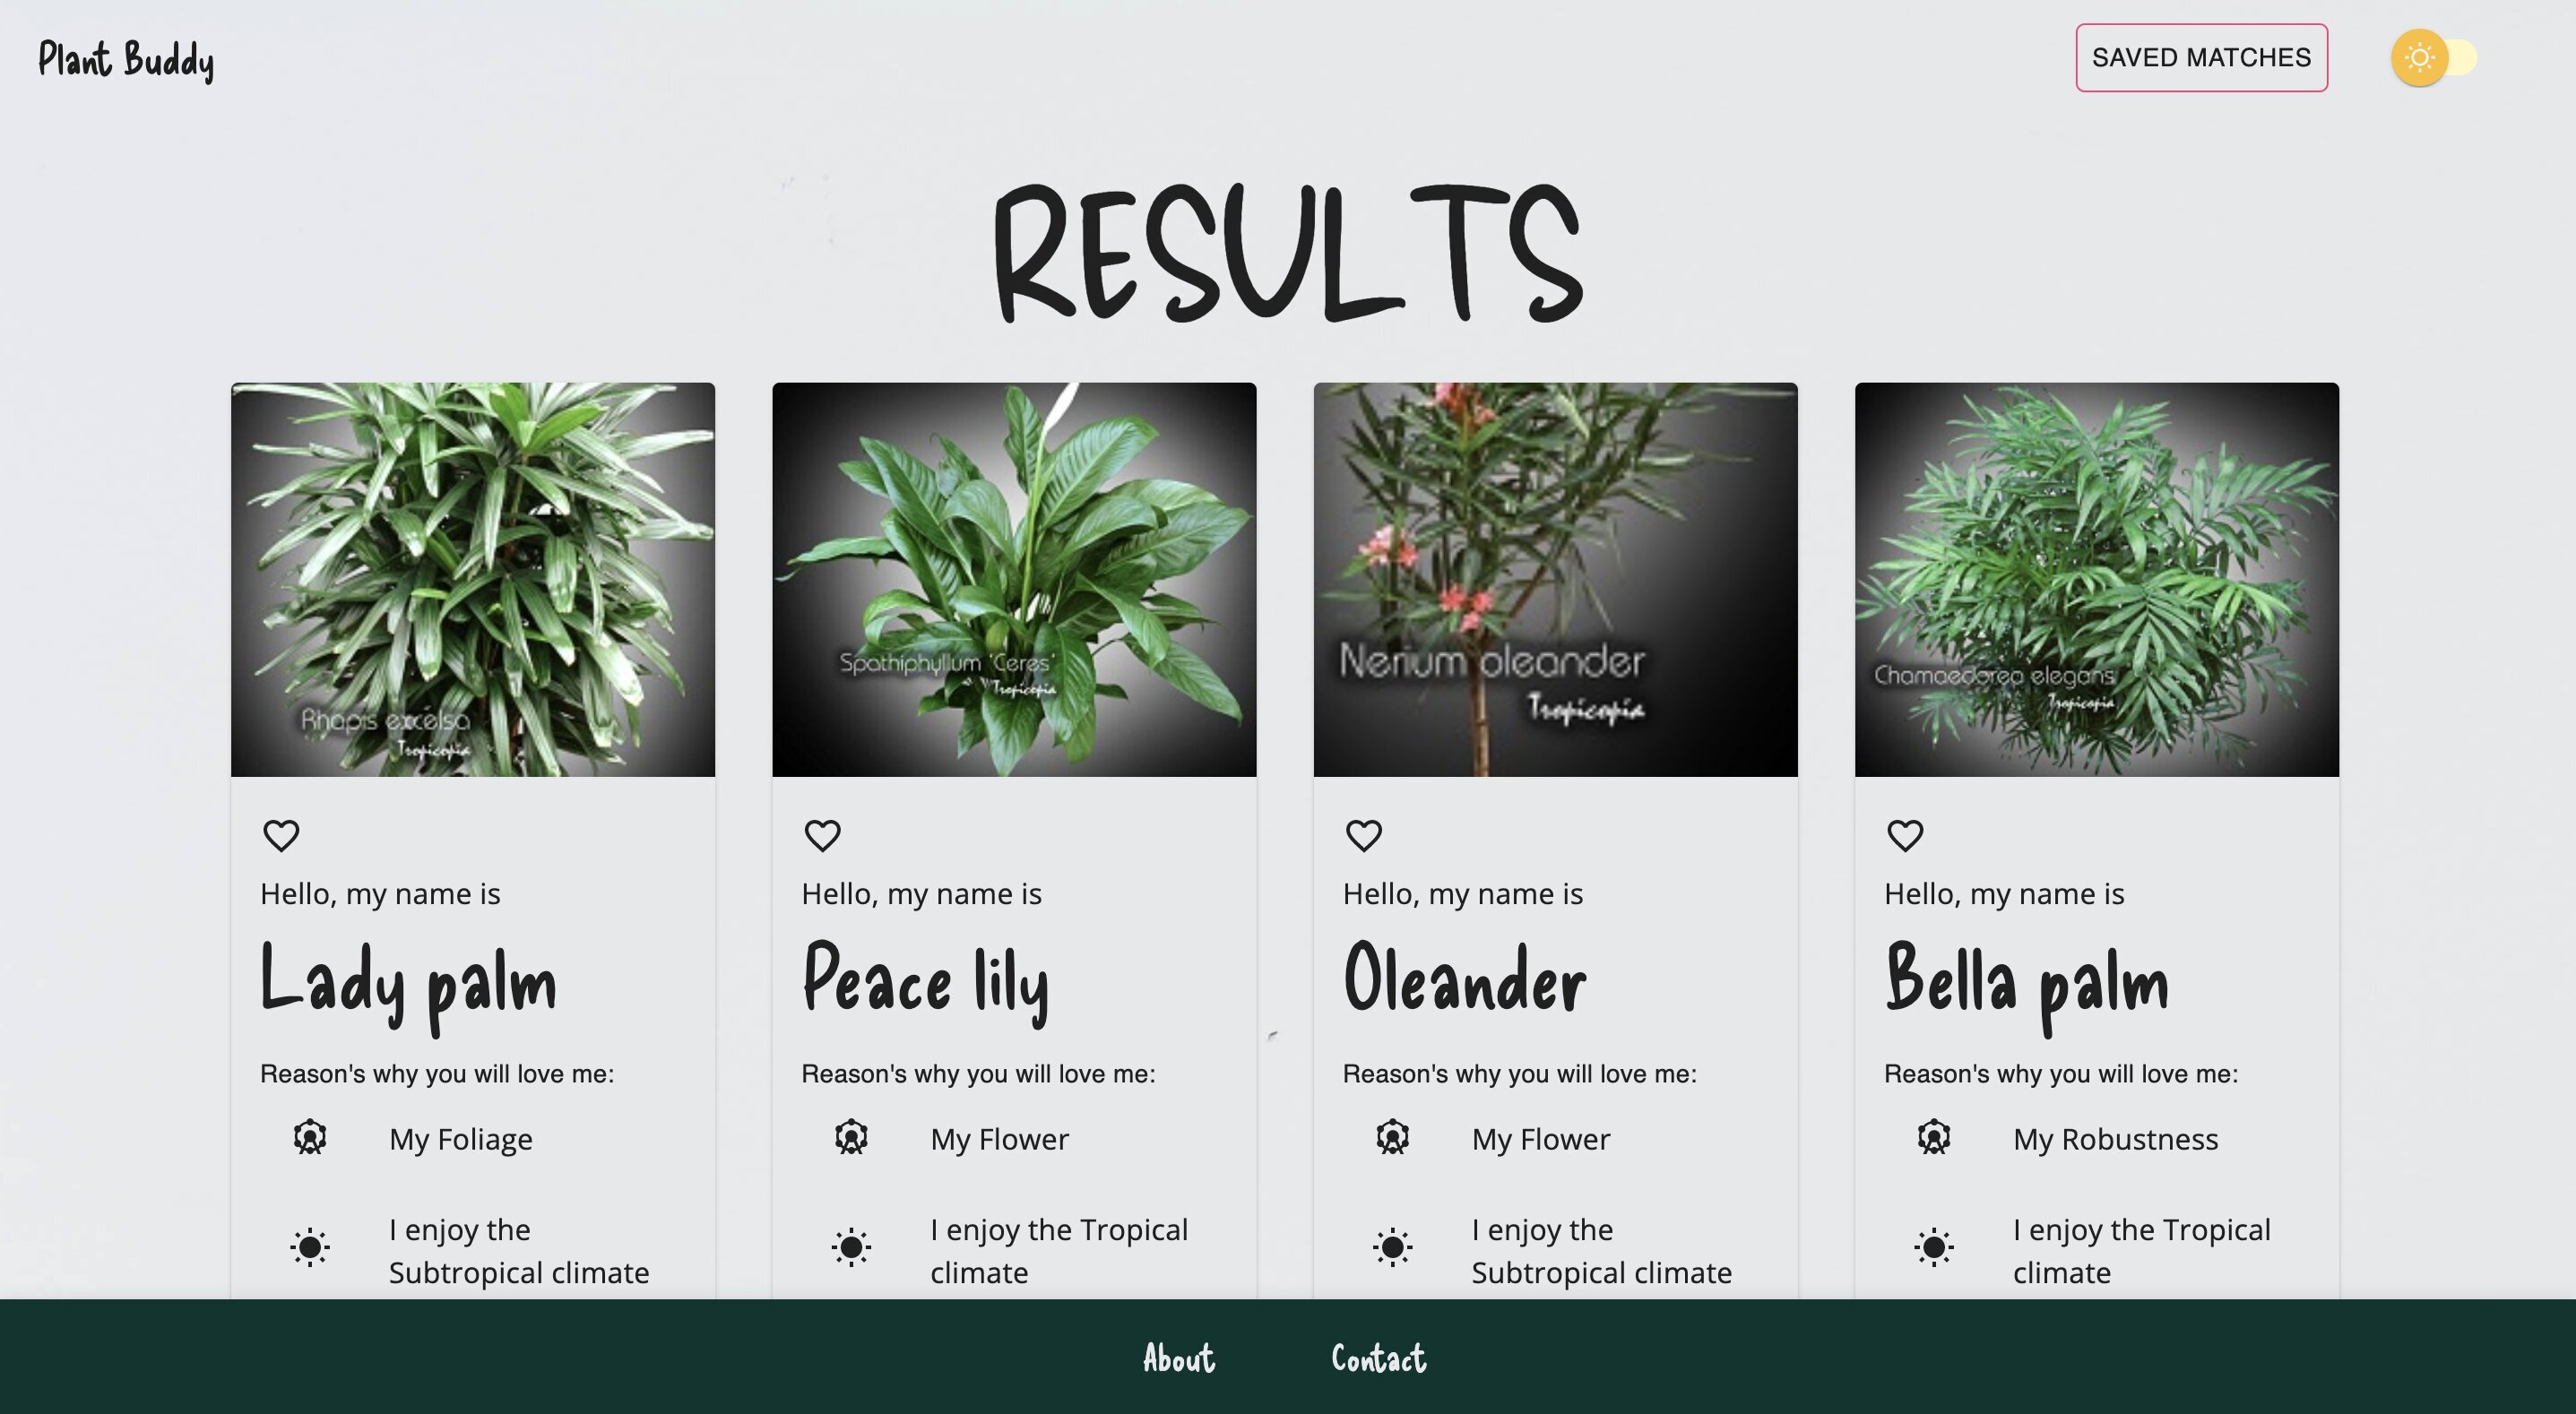 Plant Buddy
SAVED MATCHES
RESULTS
Rhapis excelsa
Tropicopia
Spathiphyllum 'Ceres'
Tropicopia
Nerium oleander
Tropicopia
Chamaedorea elegans
Tropicopia
Hello, my name is
Lady palm
Reason's why you will love me:
My Foliage
I enjoy the
Subtropical climate
Hello, my name is
Peace lily
Reason's why you will love me:
My Flower
I enjoy the Tropical
climate
Hello, my name is
Oleander
Reason's why you will love me:
My Flower
I enjoy the
Subtropical climate
Hello, my name is
Bella palm
Reason's why you will love me:
My Robustness
I enjoy the Tropical
climate
About
Contact